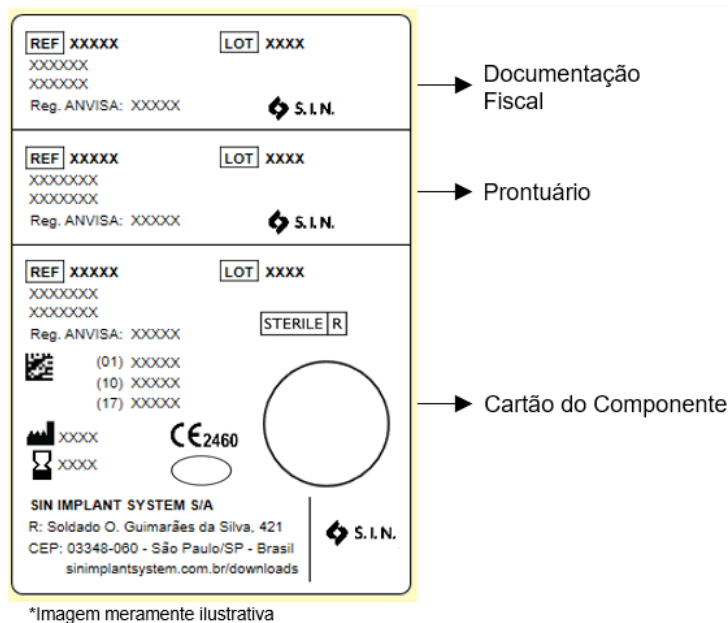 REF XXXXX LOT XXXX
XXXXXX
XXXXXX
Reg. ANVISA: XXXXX S.I.N.
Documentação
Fiscal
REF XXXXX LOT XXXX
XXXXXXX
XXXXXXX
Reg. ANVISA: XXXXX S.I.N.
Prontuário
REF XXXXX LOT XXXX
XXXXXXX
XXXXXXX
Reg. ANVISA: XXXXX
STERILE R
(01) XXXXX
(10) XXXXX
(17) XXXXX
Cartão do Componente
XXXX
CE 2460
XXXX
SIN IMPLANT SYSTEM S/A
R: Soldado O. Guimarães da Silva, 421
CEP: 03348-060 - São Paulo/SP - Brasil
sinimplantsystem.com.br/downloads
S.I.N.
*Imagem meramente ilustrativa